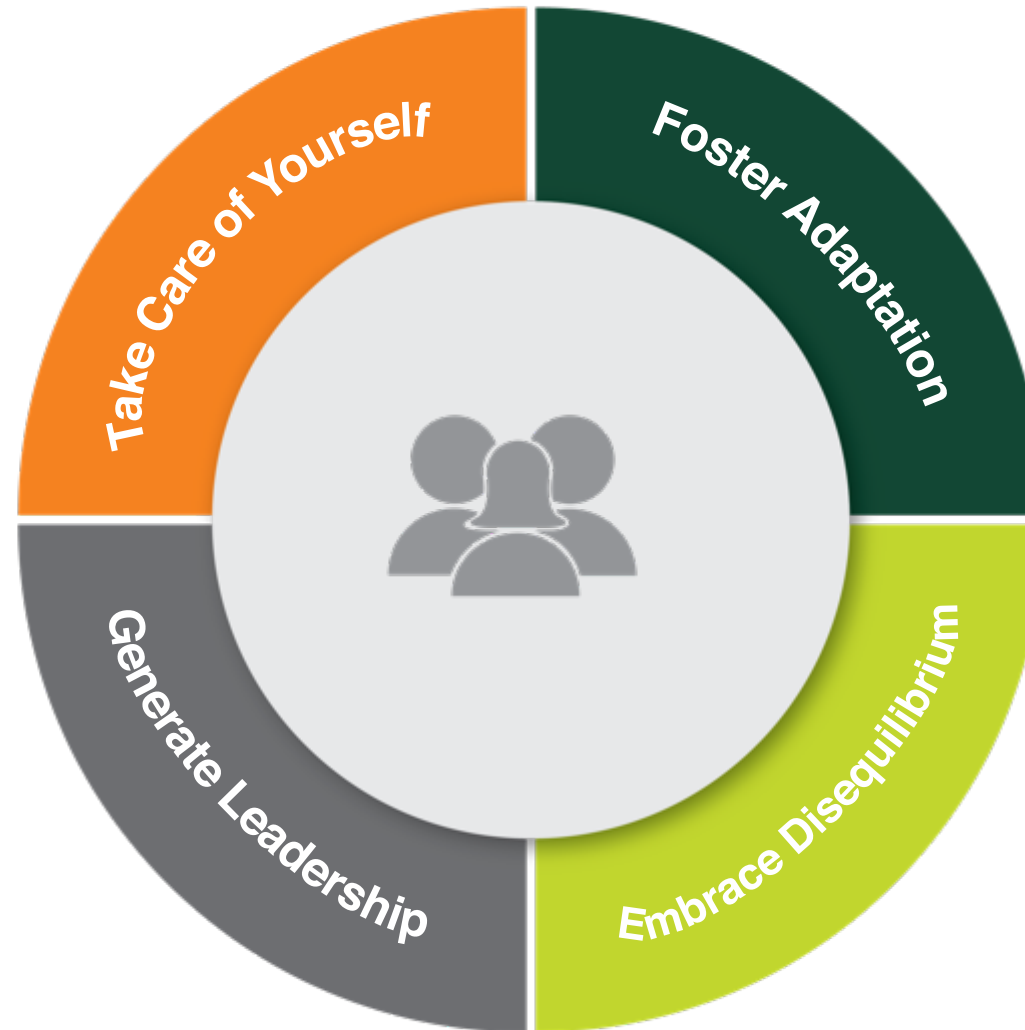 Take Care of Yourself
Foster Adaptation
Generate Leadership
Embrace Disequilibrium